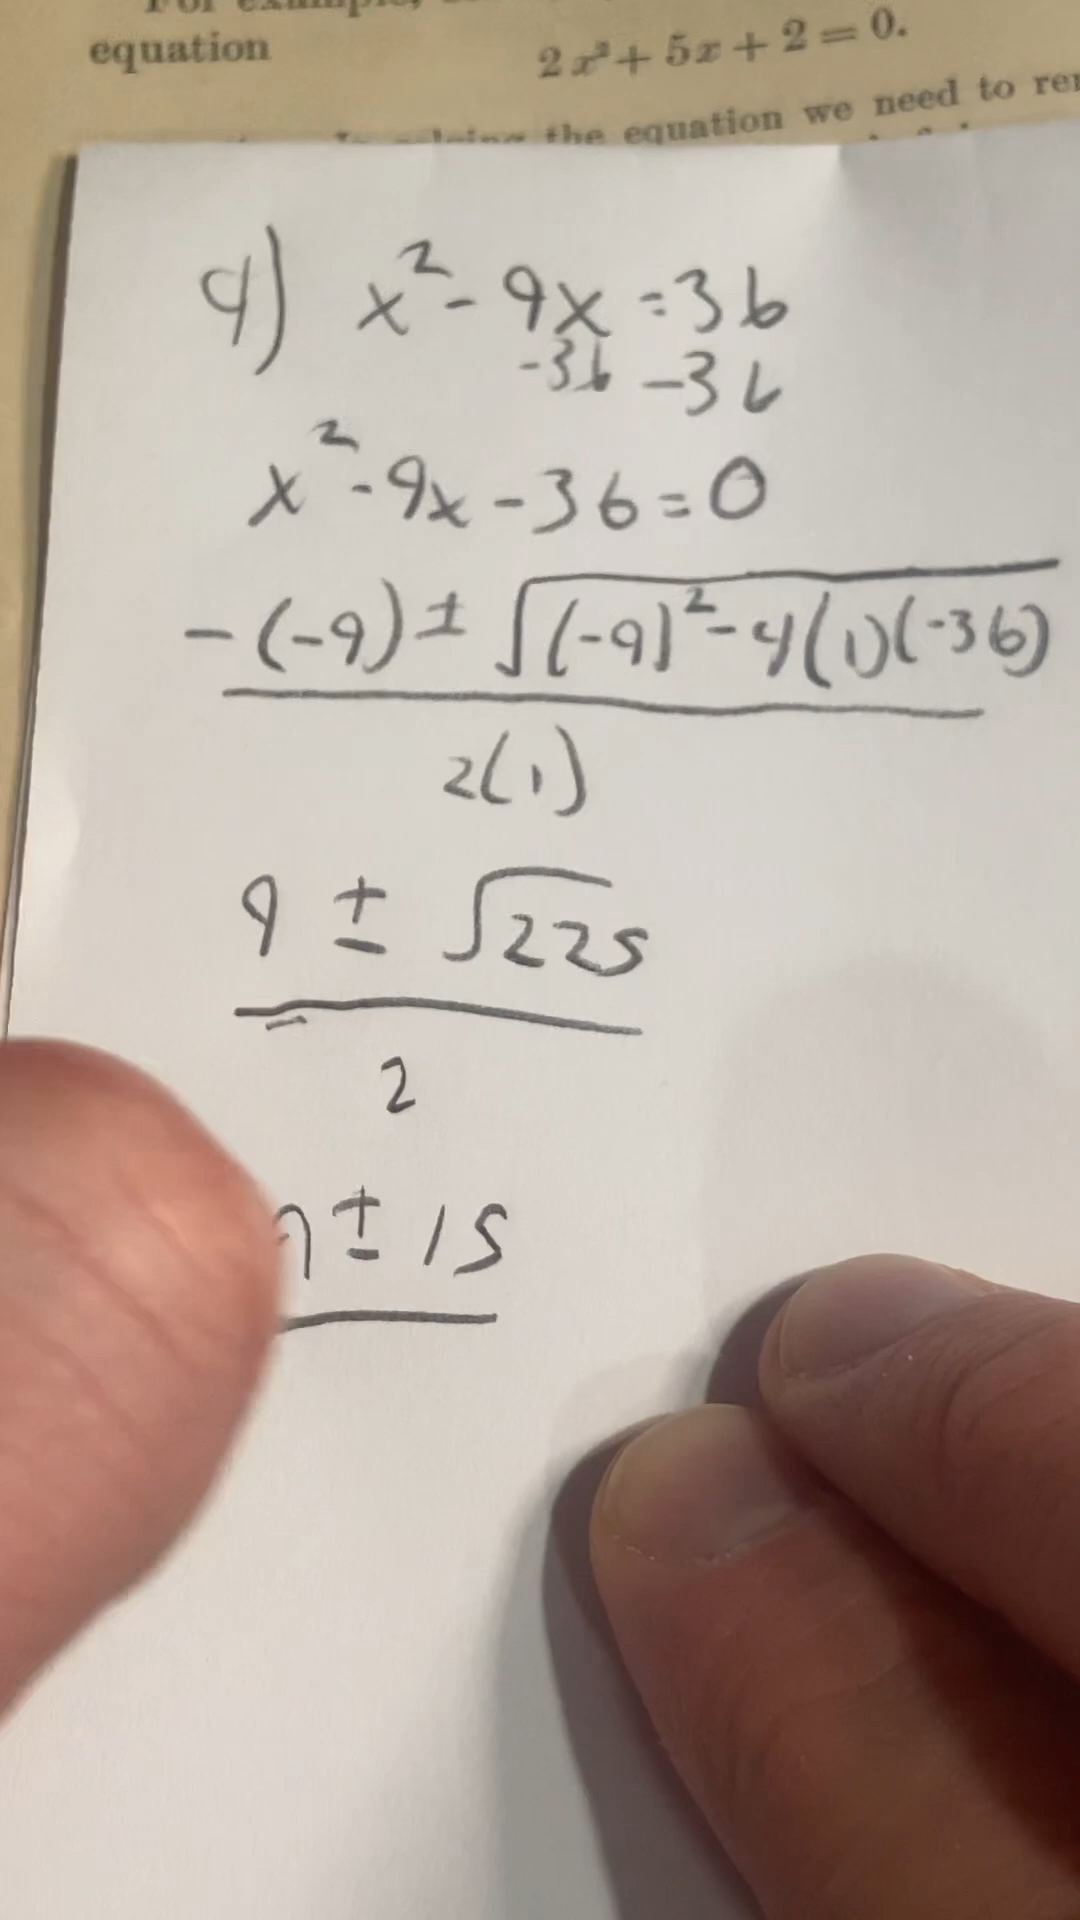 equation
2x²+5x+2=0.
the equation we need to
4) x²-9x=36
-36 -36
x²-9x-36=0
-(-9)±√(-9)²-4(1)(-36)
2(1)
9±√225
2
9±15